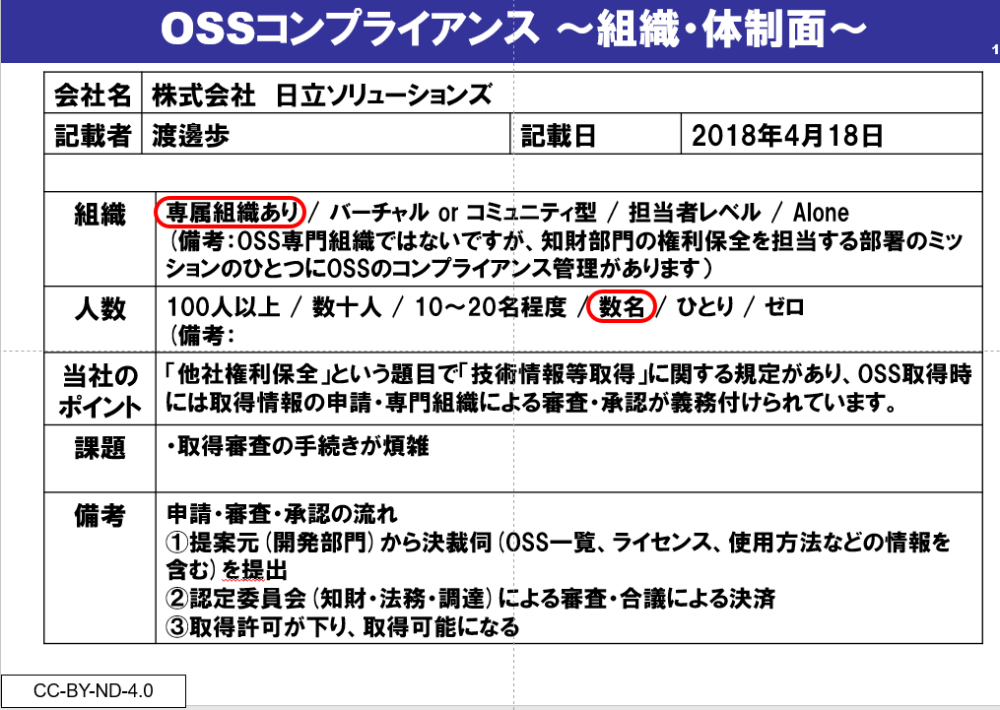 OSSコンプライアンス ～組織・体制面～
1
会社名 株式会社 日立ソリューションズ
記載者 渡邊歩 記載日 2018年4月18日
組織 専属組織あり / バーチャル or コミュニティ型 / 担当者レベル / Alone
(備考：OSS専門組織ではないですが、知財部門の権利保全を担当する部署のミッ
ションのひとつにOSSのコンプライアンス管理があります)
人数 100人以上 / 数十人 / 10～20名程度 / 数名 / ひとり / ゼロ
(備考：
当社の
ポイント
「他社権利保全」という題目で「技術情報等取得」に関する規定があり、OSS取得時
には取得情報の申請・専門組織による審査・承認が義務付けられています。
課題 ・取得審査の手続きが煩雑
備考 申請・審査・承認の流れ
①提案元(開発部門)から決裁伺(OSS一覧、ライセンス、使用方法などの情報を
含む)を提出
②認定委員会(知財・法務・調達)による審査・合議による決済
③取得許可が下り、取得可能になる
CC-BY-ND-4.0